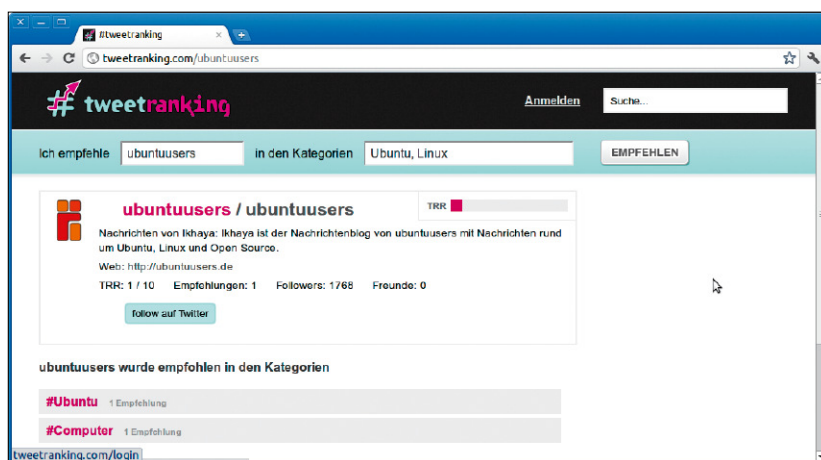 #tweetranking
tweetranking.com/ubuntuusers
# tweetranking
Anmelden
Suche...
Ich empfehle ubuntuusers in den Kategorien Ubuntu, Linux EMPFEHLEN
ubuntuusers / ubuntuusers
TRR
Nachrichten von Ikhaya: Ikhaya ist der Nachrichtenblog von ubuntuusers mit Nachrichten rund
um Ubuntu, Linux und Open Source.
Web: http://ubuntuusers.de
TRR: 1 / 10 Empfehlungen: 1 Followers: 1768 Freunde: 0
follow auf Twitter
ubuntuusers wurde empfohlen in den Kategorien
#Ubuntu 1 Empfehlung
#Computer 1 Empfehlung
tweetranking.com/login